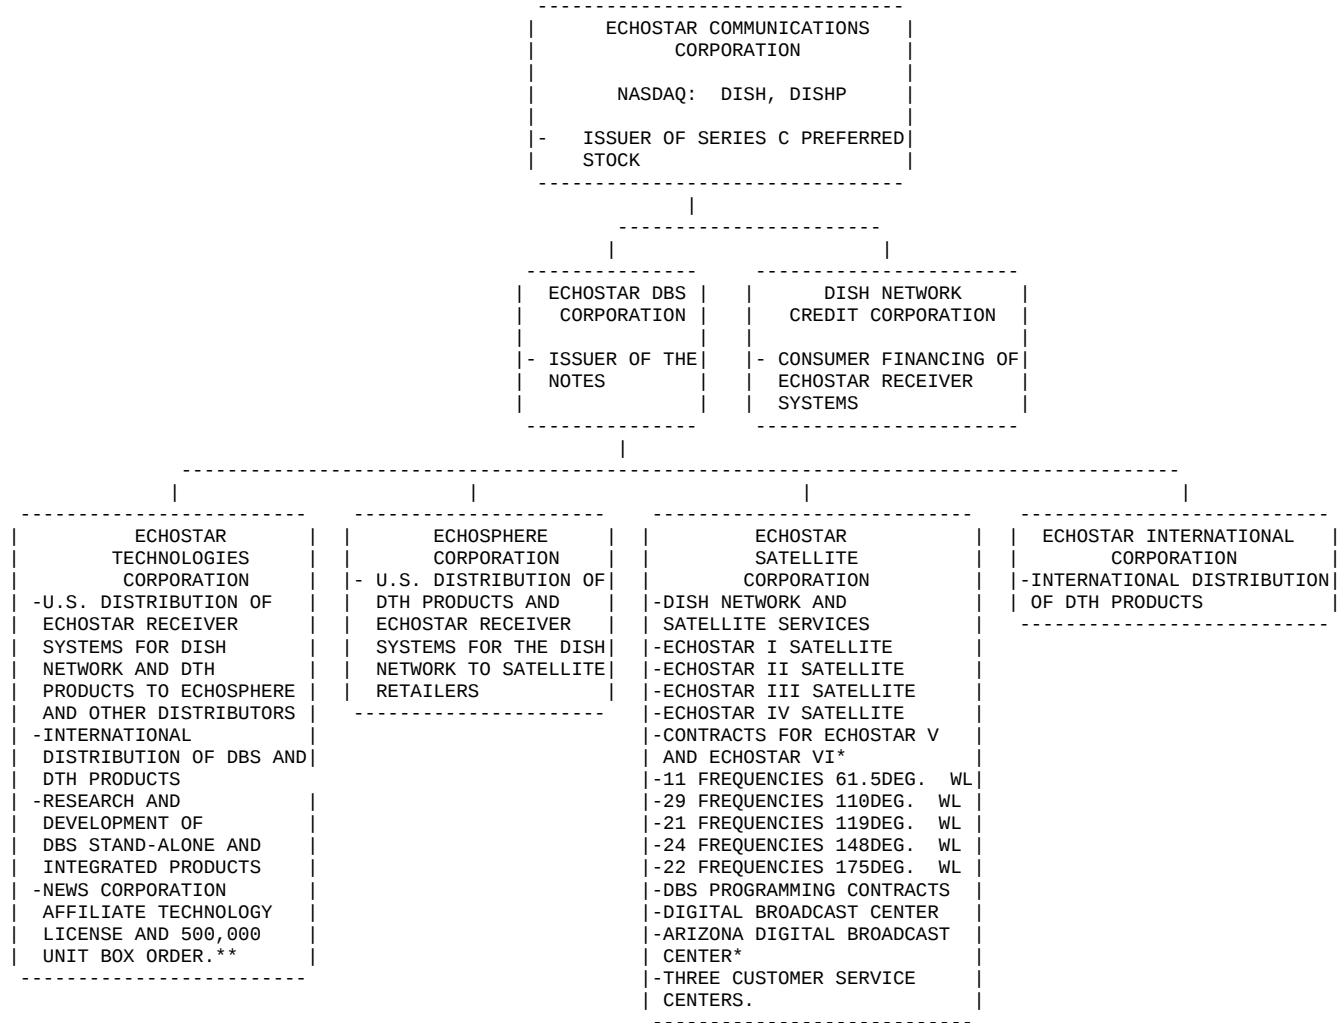 ECHOSTAR COMMUNICATIONS
CORPORATION
NASDAQ: DISH, DISHP
- ISSUER OF SERIES C PREFERRED
STOCK
ECHOSTAR DBS
CORPORATION
- ISSUER OF THE
NOTES
DISH NETWORK
CREDIT CORPORATION
- CONSUMER FINANCING OF
ECHOSTAR RECEIVER
SYSTEMS
ECHOSTAR
TECHNOLOGIES
CORPORATION
-U.S. DISTRIBUTION OF
ECHOSTAR RECEIVER
SYSTEMS FOR DISH
NETWORK AND DTH
PRODUCTS TO ECHOSPHERE
AND OTHER DISTRIBUTORS
-INTERNATIONAL
DISTRIBUTION OF DBS AND
DTH PRODUCTS
-RESEARCH AND
DEVELOPMENT OF
DBS STAND-ALONE AND
INTEGRATED PRODUCTS
-NEWS CORPORATION
AFFILIATE TECHNOLOGY
LICENSE AND 500,000
UNIT BOX ORDER.**
ECHOSPHERE
CORPORATION
- U.S. DISTRIBUTION OF
DTH PRODUCTS AND
ECHOSTAR RECEIVER
SYSTEMS FOR THE DISH
NETWORK TO SATELLITE
RETAILERS
ECHOSTAR
SATELLITE
CORPORATION
-DISH NETWORK AND
SATELLITE SERVICES
-ECHOSTAR I SATELLITE
-ECHOSTAR II SATELLITE
-ECHOSTAR III SATELLITE
-ECHOSTAR IV SATELLITE
-CONTRACTS FOR ECHOSTAR V
AND ECHOSTAR VI*
-11 FREQUENCIES 61.5DEG. WL
-29 FREQUENCIES 110DEG. WL
-21 FREQUENCIES 119DEG. WL
-24 FREQUENCIES 148DEG. WL
-22 FREQUENCIES 175DEG. WL
-DBS PROGRAMMING CONTRACTS
-DIGITAL BROADCAST CENTER
-ARIZONA DIGITAL BROADCAST
CENTER*
-THREE CUSTOMER SERVICE
CENTERS.
ECHOSTAR INTERNATIONAL
CORPORATION
-INTERNATIONAL DISTRIBUTION
OF DTH PRODUCTS